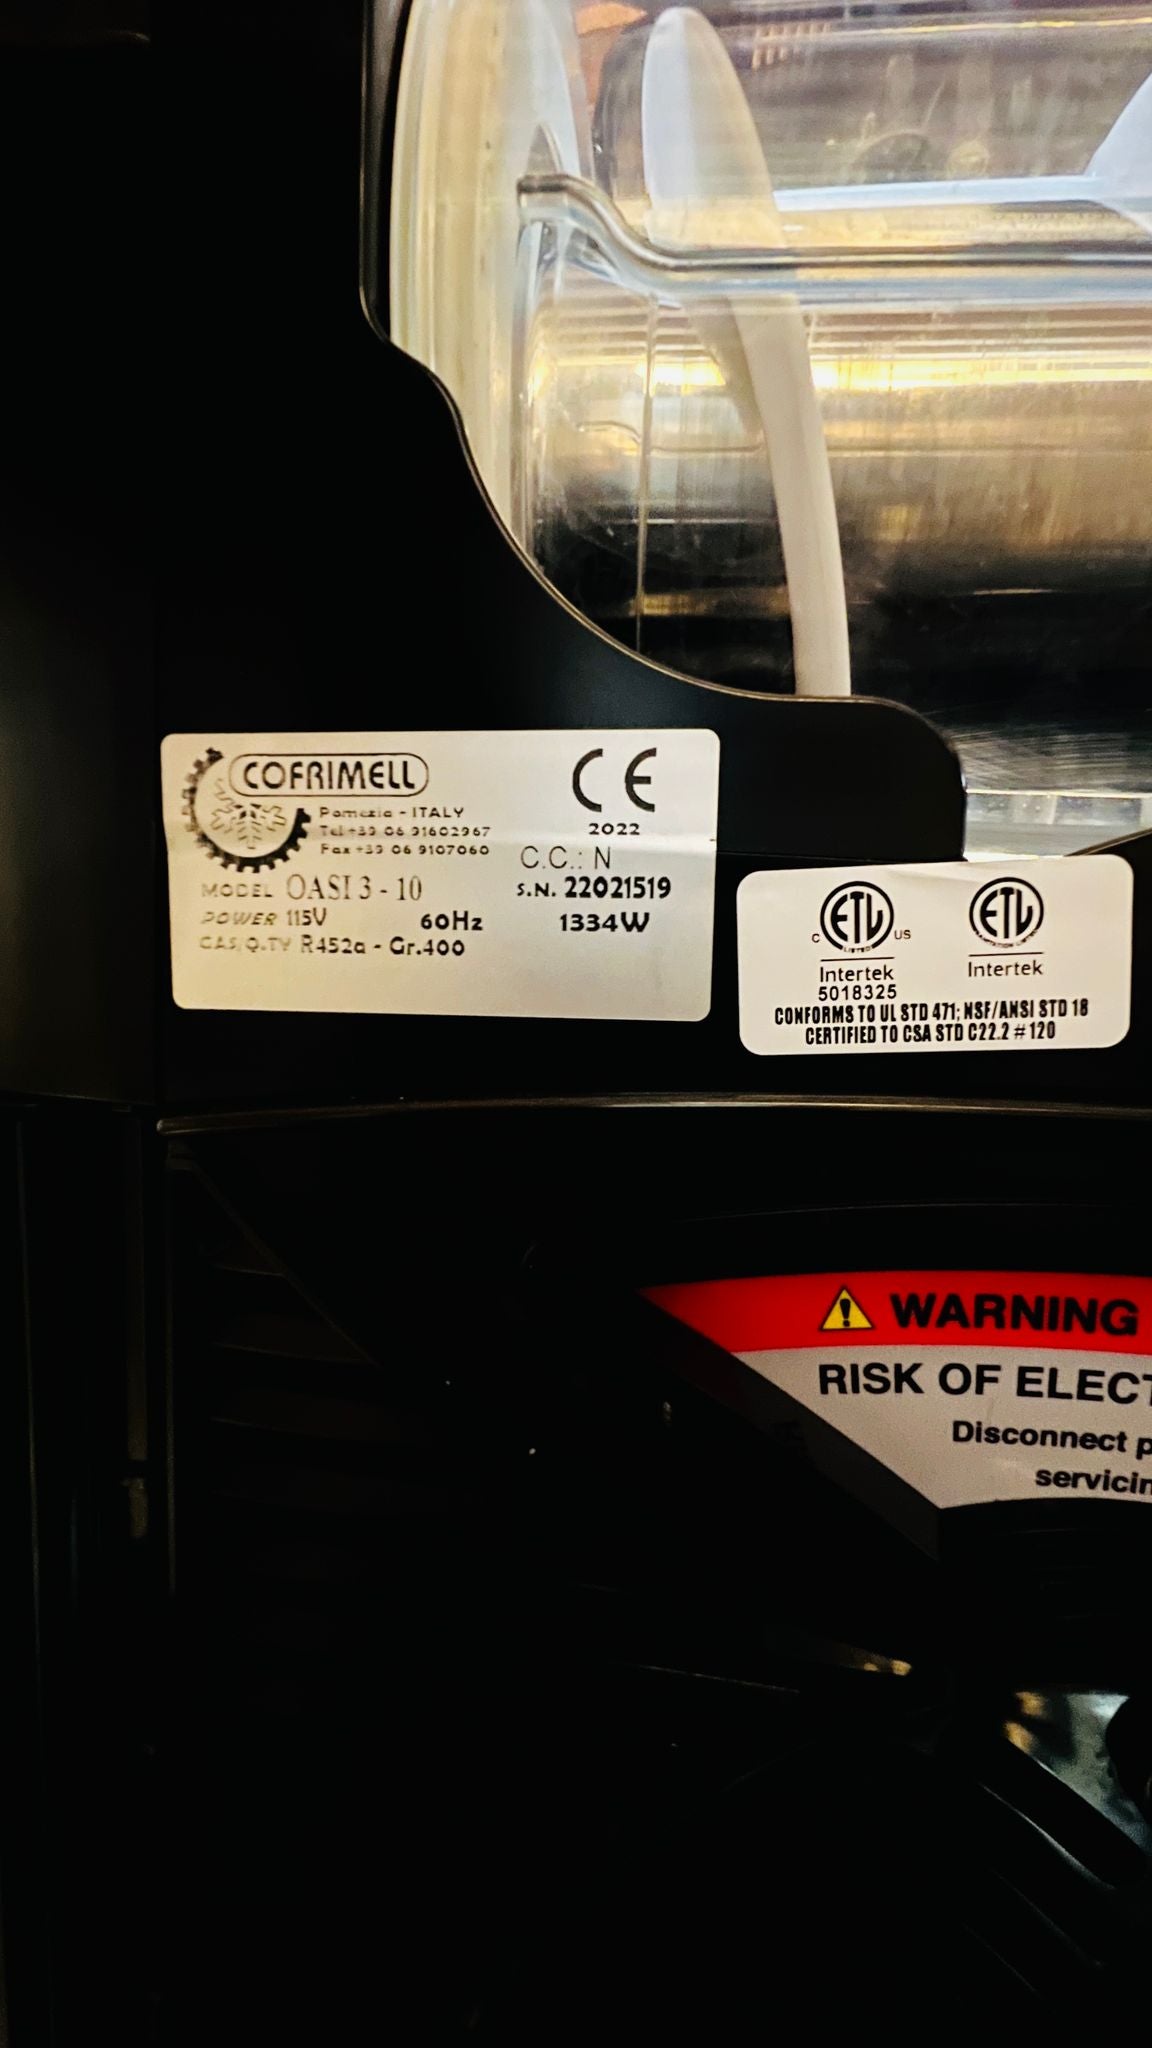 COFRIMELL
Pomezia - ITALY
Tel +39 06 91602967
Fax +39 06 9107060
CE
2022
C.C.: N
MODEL OASI 3 - 10
S.N. 22021519
POWER 115V 60Hz 1334W
GAS/Q.TY R452a - Gr.400
C ETL US
LISTED
Intertek
5018325
ETL
Intertek
CONFORMS TO UL STD 471; NSF/ANSI STD 18
CERTIFIED TO CSA STD C22.2 # 120
WARNING
RISK OF ELECT
Disconnect p
servicin